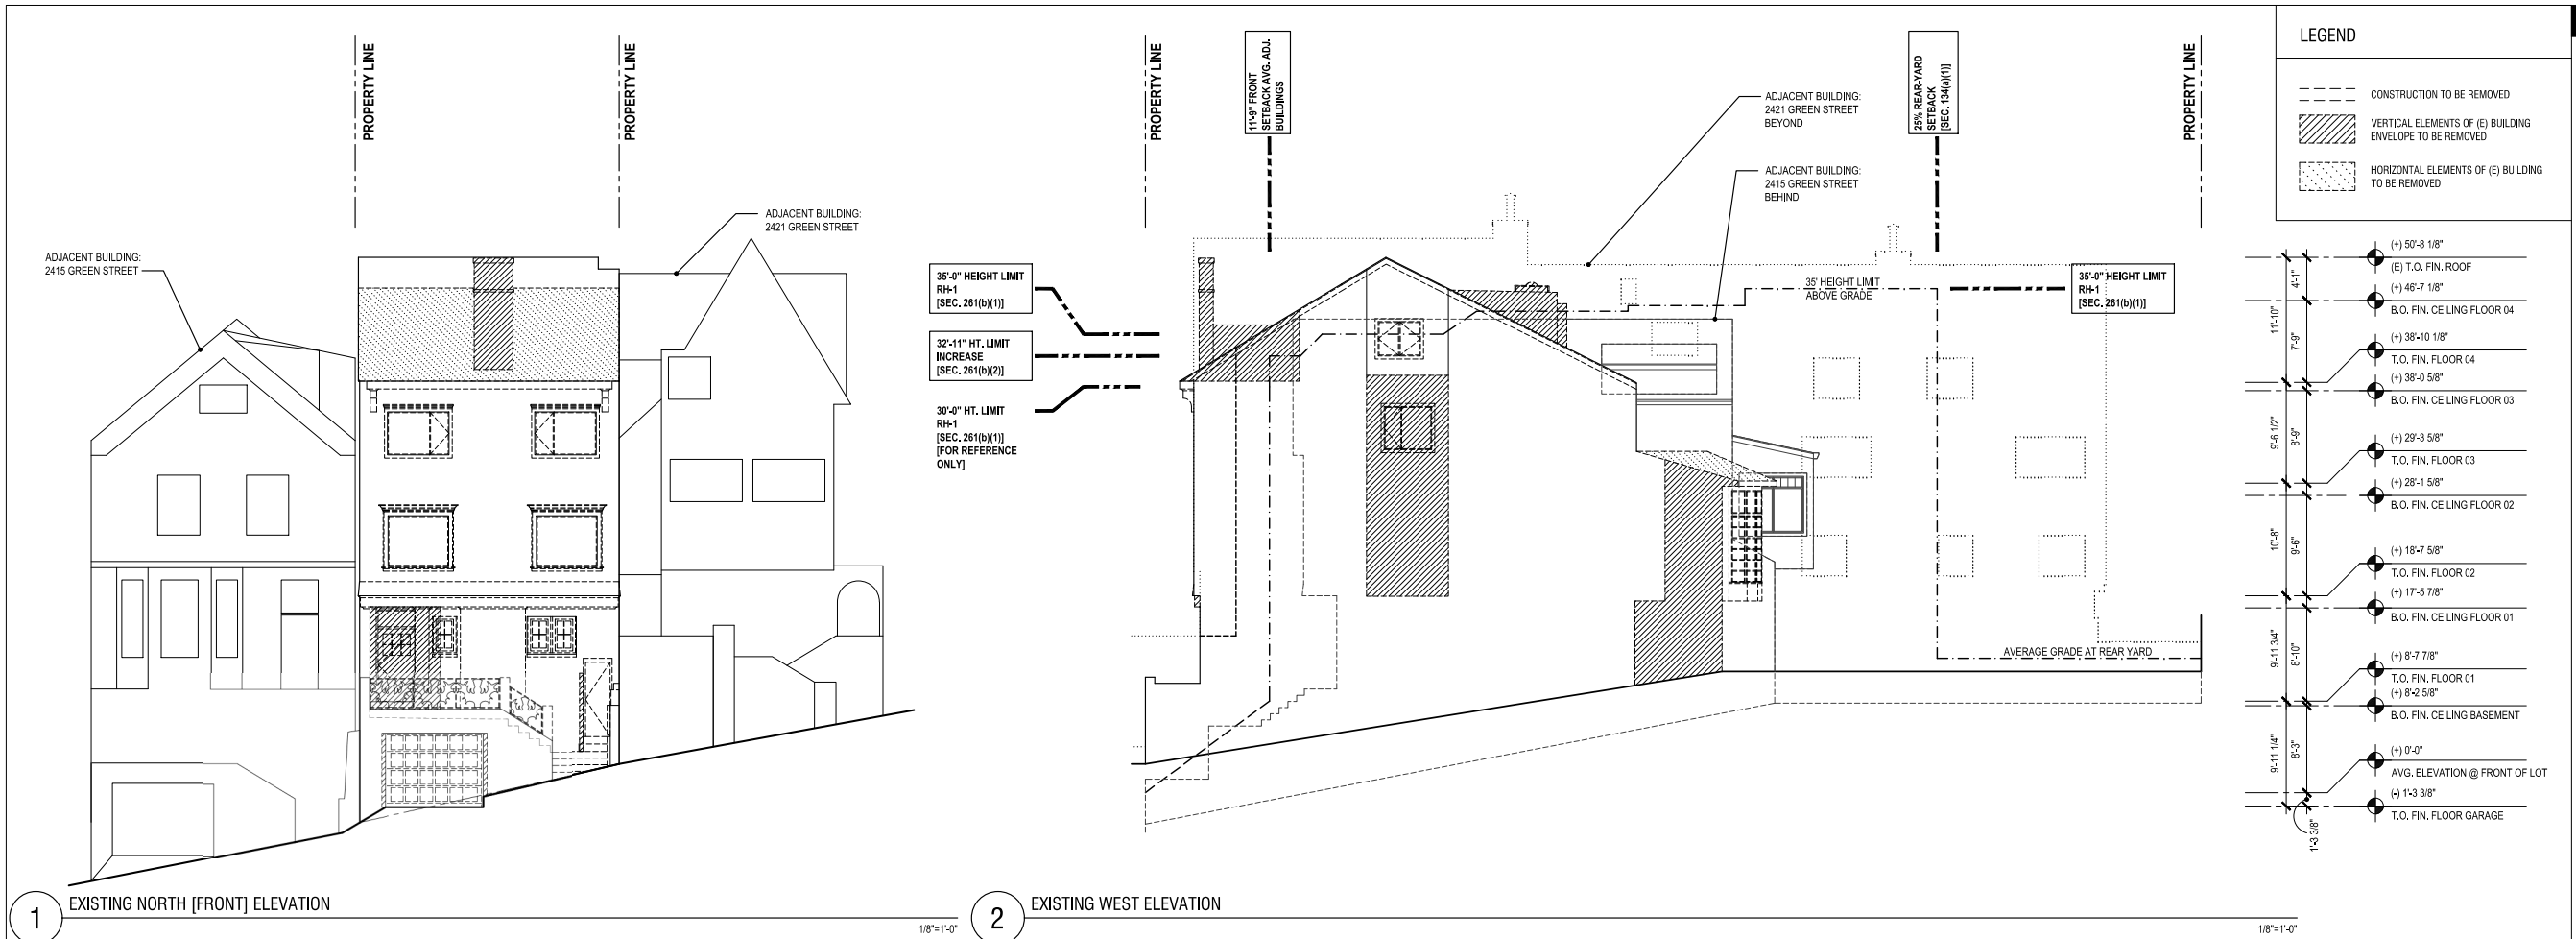 PROPERTY LINE
PROPERTY LINE
ADJACENT BUILDING:
2415 GREEN STREET
ADJACENT BUILDING:
2421 GREEN STREET
1
EXISTING NORTH [FRONT] ELEVATION
1/8"=1'-0"
PROPERTY LINE
11'-9" FRONT
SETBACK AVG. ADJ.
BUILDINGS
ADJACENT BUILDING:
2421 GREEN STREET
BEYOND
ADJACENT BUILDING:
2415 GREEN STREET
BEHIND
25% REAR-YARD
SETBACK
[SEC. 134(a)(1)]
PROPERTY LINE
35'-0" HEIGHT LIMIT
RH-1
[SEC. 261(b)(1)]
32'-11" HT. LIMIT
INCREASE
[SEC. 261(b)(2)]
30'-0" HT. LIMIT
RH-1
[SEC. 261(b)(1)]
[FOR REFERENCE
ONLY]
35' HEIGHT LIMIT
ABOVE GRADE
35'-0" HEIGHT LIMIT
RH-1
[SEC. 261(b)(1)]
AVERAGE GRADE AT REAR YARD
2
EXISTING WEST ELEVATION
1/8"=1'-0"
LEGEND
CONSTRUCTION TO BE REMOVED
VERTICAL ELEMENTS OF (E) BUILDING
ENVELOPE TO BE REMOVED
HORIZONTAL ELEMENTS OF (E) BUILDING
TO BE REMOVED
11'-10"
9'-6 1/2"
10'-8"
9'-11 3/4"
9'-11 1/4"
4'-1"
7'-9"
8'-9"
9'-6"
8'-10"
8'-3"
1'-3 3/8"
(+) 50'-8 1/8"
(E) T.O. FIN. ROOF
(+) 46'-7 1/8"
B.O. FIN. CEILING FLOOR 04
(+) 38'-10 1/8"
T.O. FIN. FLOOR 04
(+) 38'-0 5/8"
B.O. FIN. CEILING FLOOR 03
(+) 29'-3 5/8"
T.O. FIN. FLOOR 03
(+) 28'-1 5/8"
B.O. FIN. CEILING FLOOR 02
(+) 18'-7 5/8"
T.O. FIN. FLOOR 02
(+) 17'-5 7/8"
B.O. FIN. CEILING FLOOR 01
(+) 8'-7 7/8"
T.O. FIN. FLOOR 01
(+) 8'-2 5/8"
B.O. FIN. CEILING BASEMENT
(+) 0'-0"
AVG. ELEVATION @ FRONT OF LOT
(-) 1'-3 3/8"
T.O. FIN. FLOOR GARAGE